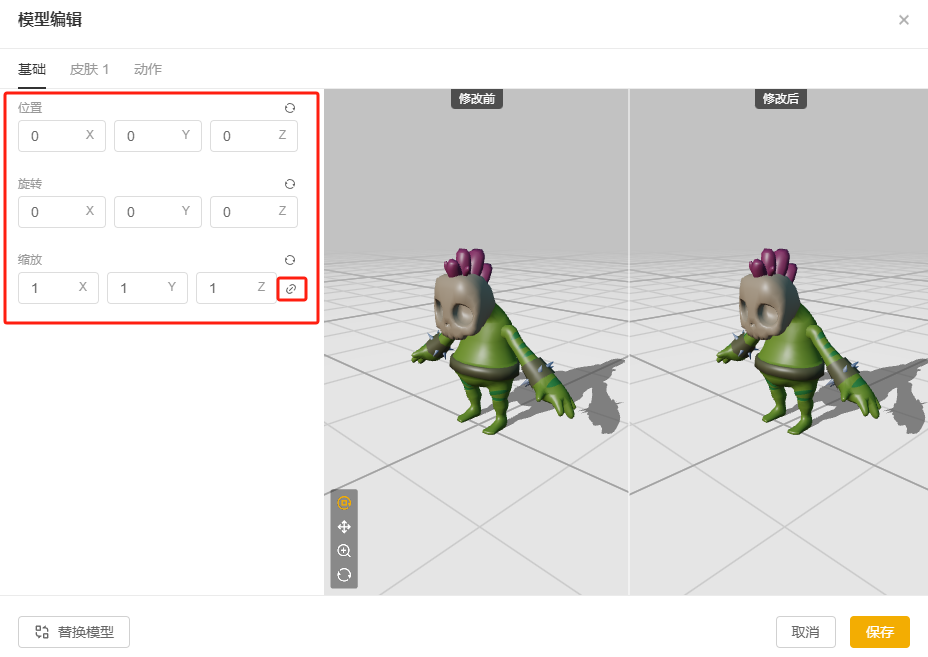 模型编辑
基础 皮肤 1 动作
位置
0 X 0 Y 0 Z
旋转
0 X 0 Y 0 Z
缩放
1 X 1 Y 1 Z
修改前 修改后
替换模型 取消 保存